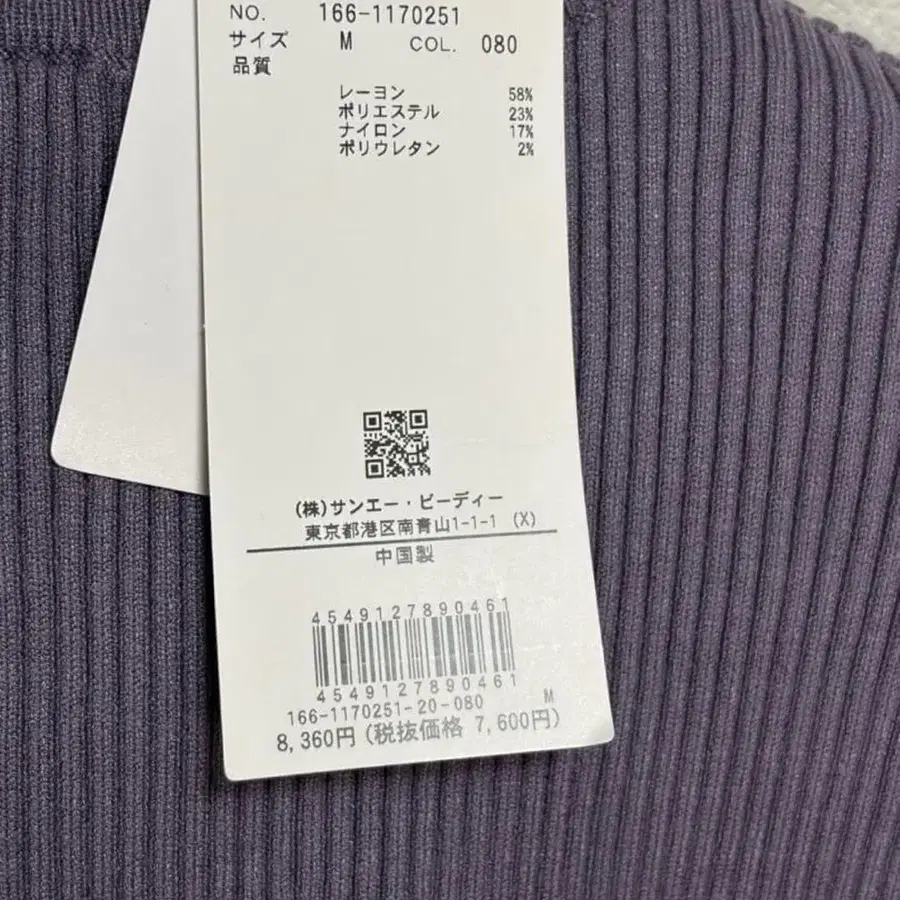 NO. 166-1170251
サイズ M COL. 080
品質
レーヨン 58%
ポリエステル 23%
ナイロン 17%
ポリウレタン 2%
(株)サンエー・ビーディー
東京都港区南青山1-1-1 (X)
中国製
4549127890461
4549127890461
166-1170251-20-080 M
8,360円 (税抜価格 7,600円)